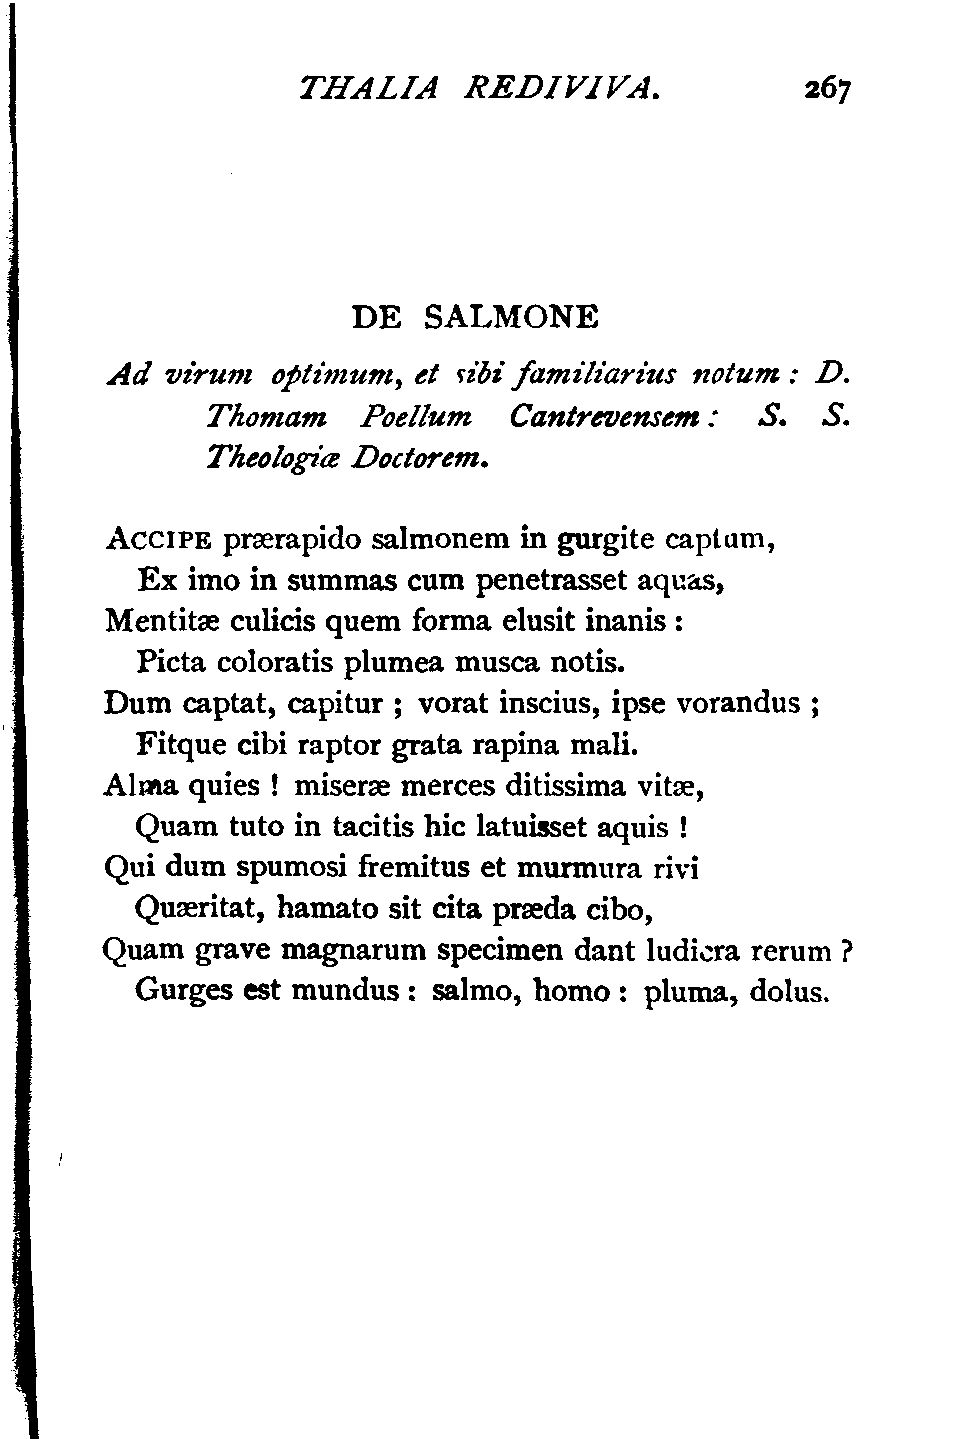 THALIA REDIVIVA. 267
DE SALMONE
Ad virum optimum, et sibi familiarius notum : D.
Thomam Poellum Cantrevensem : S. S.
Theologiæ Doctorem.
ACCIPE prærapido salmonem in gurgite captum,
Ex imo in summas cum penetrasset aquas,
Mentitæ culicis quem forma elusit inanis :
Picta coloratis plumea musca notis.
Dum captat, capitur ; vorat inscius, ipse vorandus ;
Fitque cibi raptor grata rapina mali.
Alma quies ! miseræ merces ditissima vitæ,
Quam tuto in tacitis hic latuisset aquis !
Qui dum spumosi fremitus et murmura rivi
Quæritat, hamato sit cita præda cibo,
Quam grave magnarum specimen dant ludicra rerum ?
Gurges est mundus : salmo, homo : pluma, dolus.